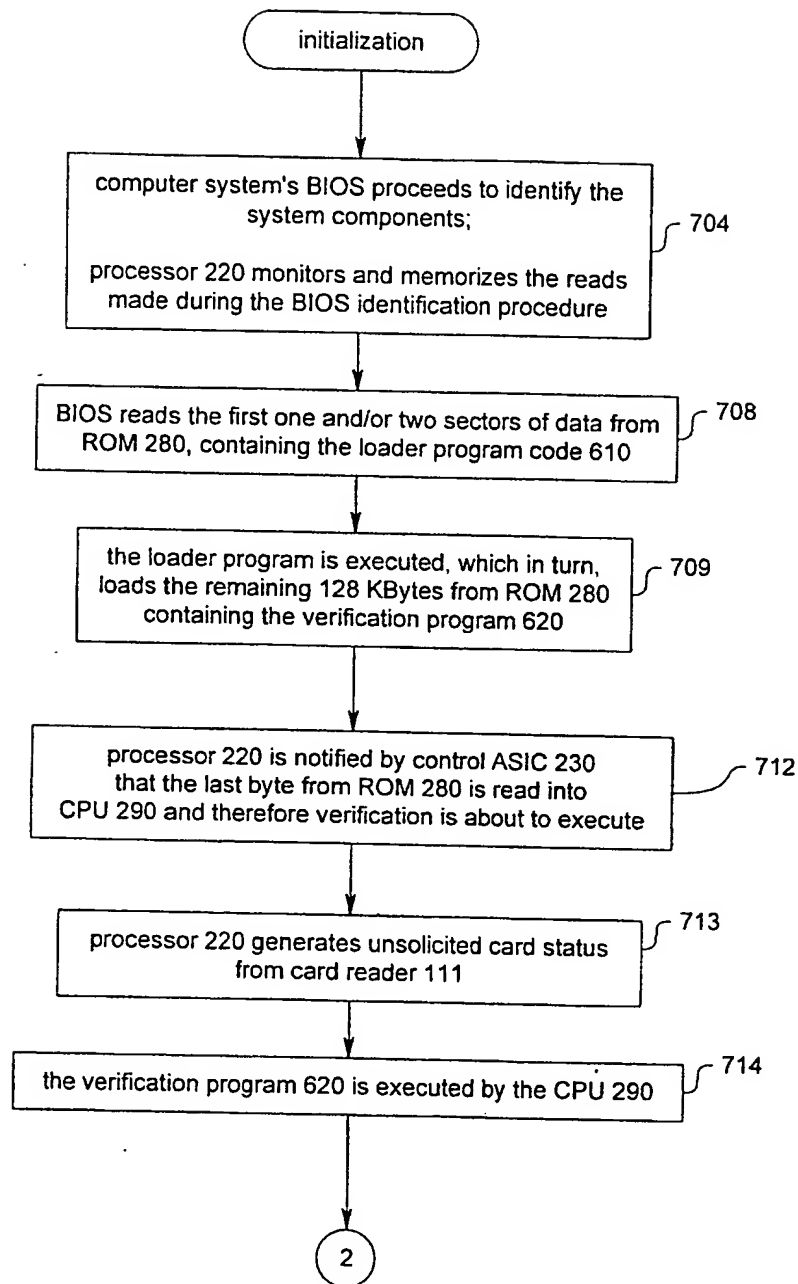 initialization
computer system's BIOS proceeds to identify the
system components;
704
processor 220 monitors and memorizes the reads
made during the BIOS identification procedure
BIOS reads the first one and/or two sectors of data from
708
ROM 280, containing the loader program code 610
the loader program is executed, which in turn,
709
loads the remaining 128 KBytes from ROM 280
containing the verification program 620
processor 220 is notified by control ASIC 230
712
that the last byte from ROM 280 is read into
CPU 290 and therefore verification is about to execute
713
processor 220 generates unsolicited card status
from card reader 111
714
the verification program 620 is executed by the CPU 290
2